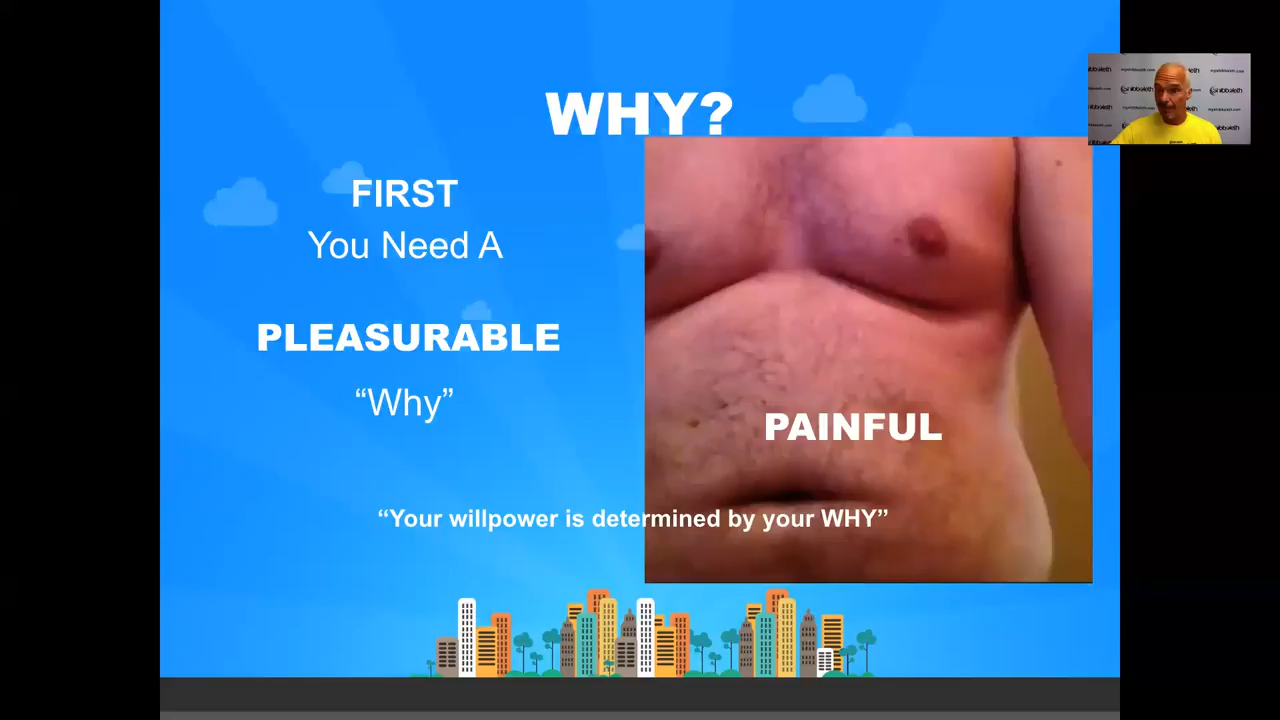 WHY?
FIRST
You Need A
PLEASURABLE
“Why”
PAINFUL
“Your willpower is determined by your WHY”